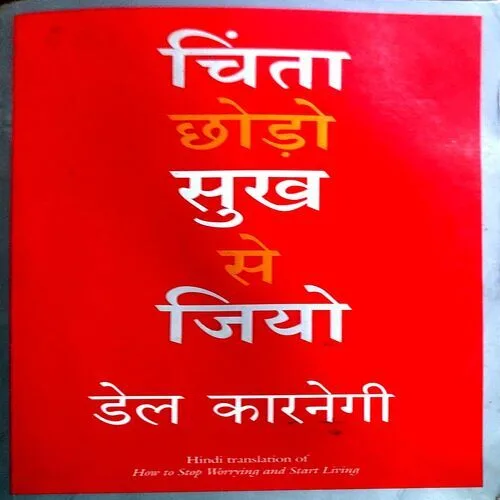 चिंता
छोड़ो
सुख
से
जियो
डेल कारनेगी
Hindi translation of
How to Stop Worrying and Start Living